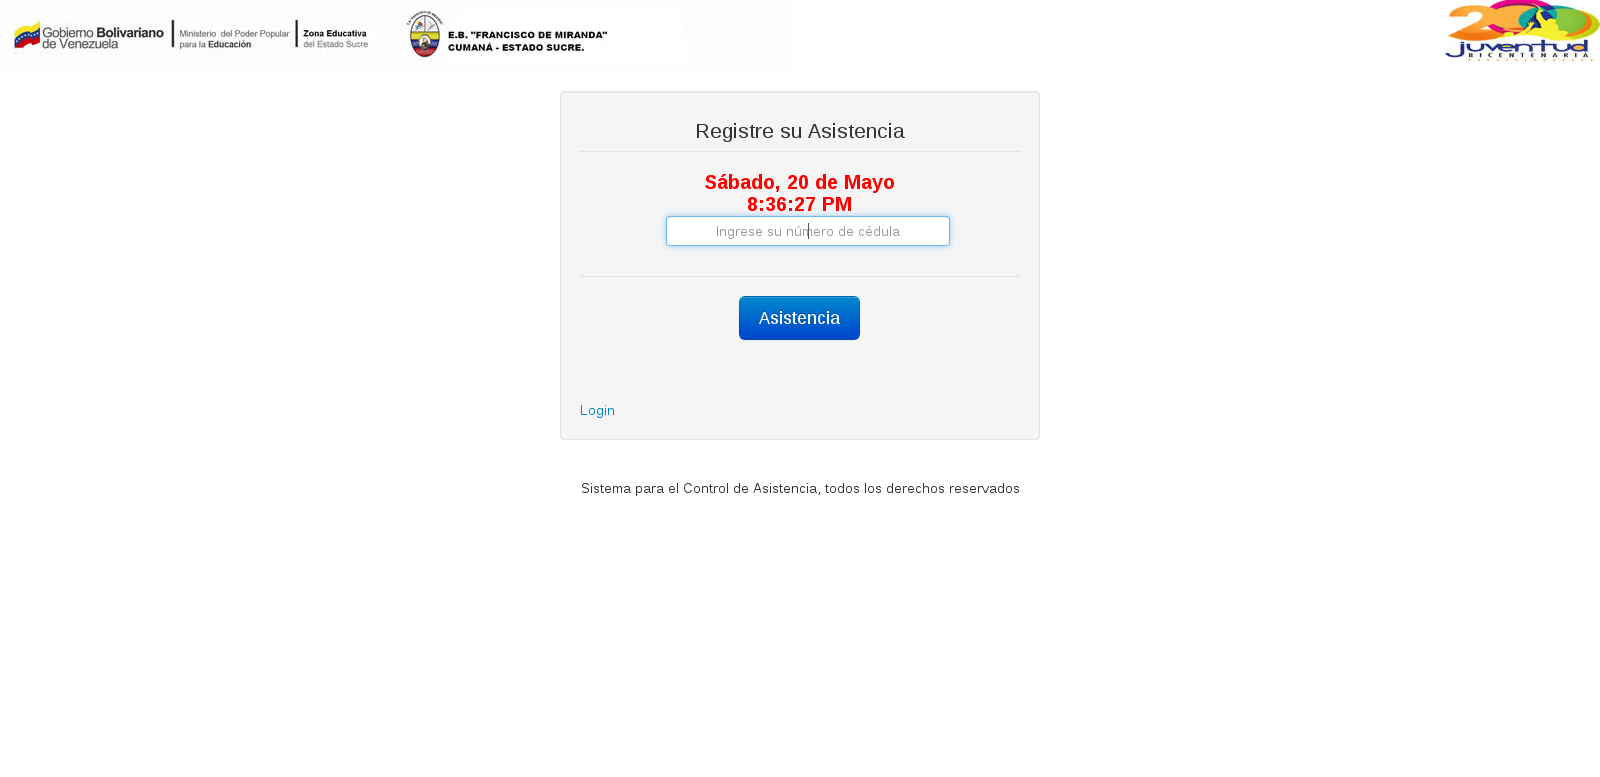 Gobierno Bolivariano
de Venezuela
Ministerio del Poder Popular
para la Educación
Zona Educativa
del Estado Sucre
E.B. "FRANCISCO DE MIRANDA"
CUMANÁ - ESTADO SUCRE.
200
juventud
BICENTENARIA
Registre su Asistencia
Sábado, 20 de Mayo
8:36:27 PM
Ingrese su número de cédula
Asistencia
Login
Sistema para el Control de Asistencia, todos los derechos reservados